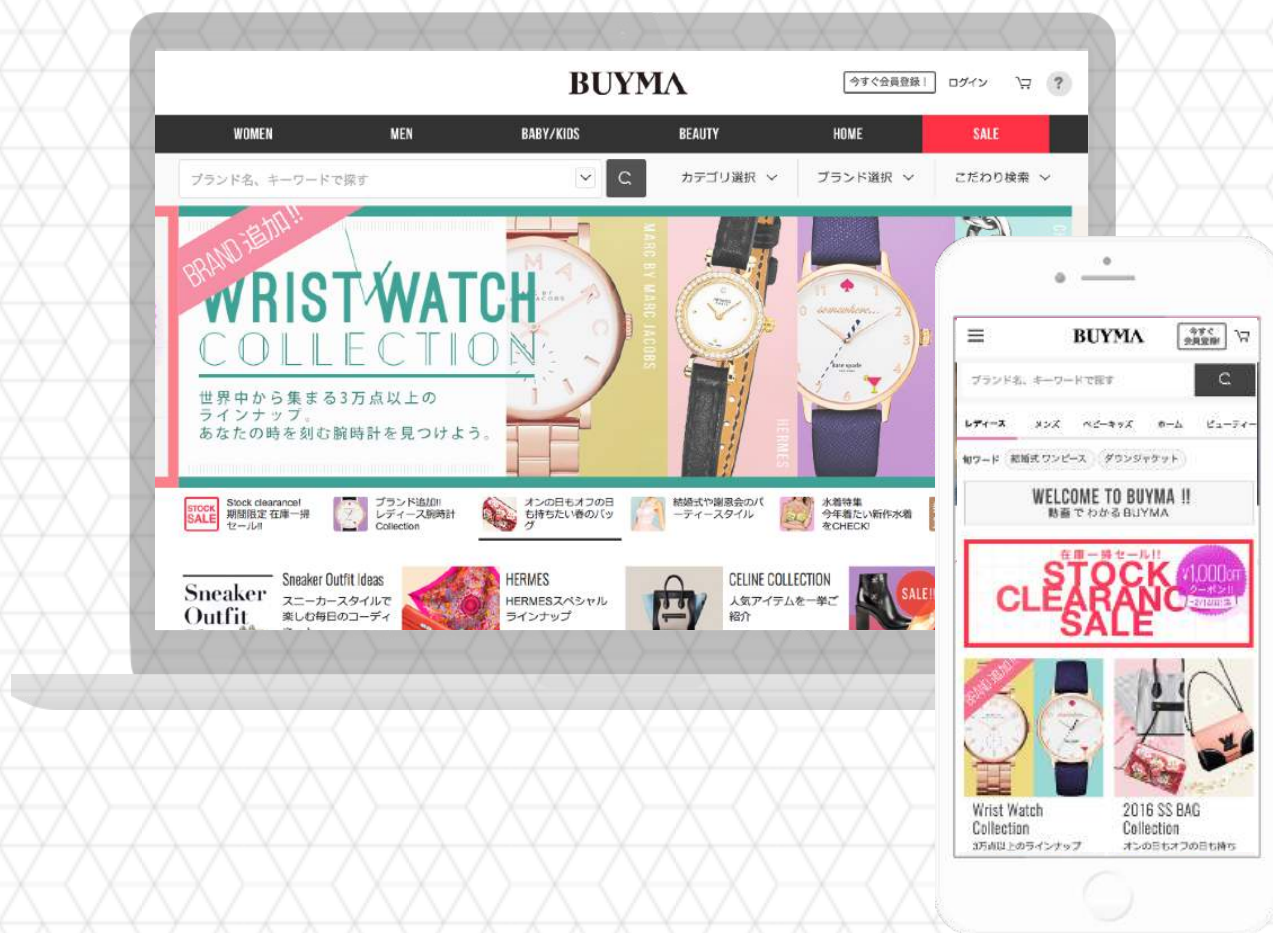 BUYMA
今すぐ会員登録！
ログイン
?
WOMEN
MEN
BABY/KIDS
BEAUTY
HOME
SALE
ブランド名、キーワードで探す
カテゴリ選択
ブランド選択
こだわり検索
BRAND 追加!!
WRIST WATCH
COLLECTION
世界中から集まる3万点以上の
ラインナップ。
あなたの時を刻む腕時計を見つけよう。
MARC BY MARC JACOBS
HERMES
somewhere...
kate spade
STOCK
SALE
Stock clearance!
期間限定 在庫一掃
セール!!
ブランド追加!!
レディース腕時計
Collection
オンの日もオフの日
も持ちたい春のバッ
グ
結婚式や謝恩会のパ
ーティースタイル
水着特集
今年着たい新作水着
をCHECK!
Sneaker
Outfit
Sneaker Outfit Ideas
スニーカースタイルで
楽しむ毎日のコーディ
HERMES
HERMESスペシャル
ラインナップ
CELINE COLLECTION
人気アイテムを一挙ご
紹介
SALE!!
BUYMA
今すぐ
会員登録!
ブランド名、キーワードで探す
レディース
メンズ
ベビーキッズ
ホーム
ビューティー
旬ワード
結婚式 ワンピース
ダウンジャケット
WELCOME TO BUYMA !!
動画でわかるBUYMA
在庫一掃セール!!
STOCK
CLEARANC
SALE
¥1,000OFF
クーポン!!
BRAND 追加!!
Wrist Watch
Collection
3万点以上のラインナップ
2016 SS BAG
Collection
オンの日もオフの日も持ち